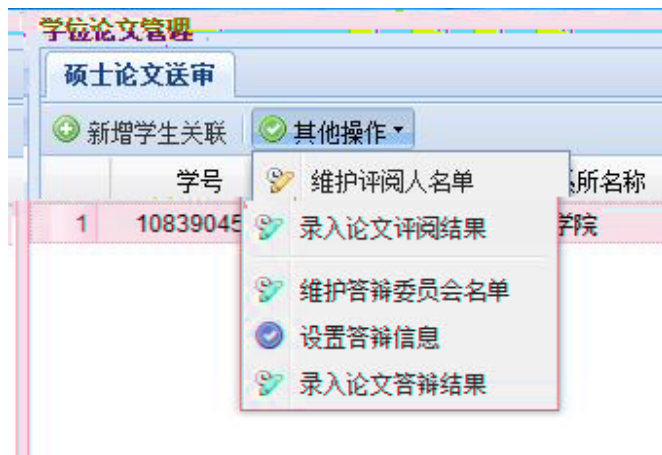 学位论文管理
硕士论文送审
新增学生关联 其他操作
学号 所名称
维护评阅人名单
1 10839045 学院
录入论文评阅结果
维护答辩委员会名单
设置答辩信息
录入论文答辩结果